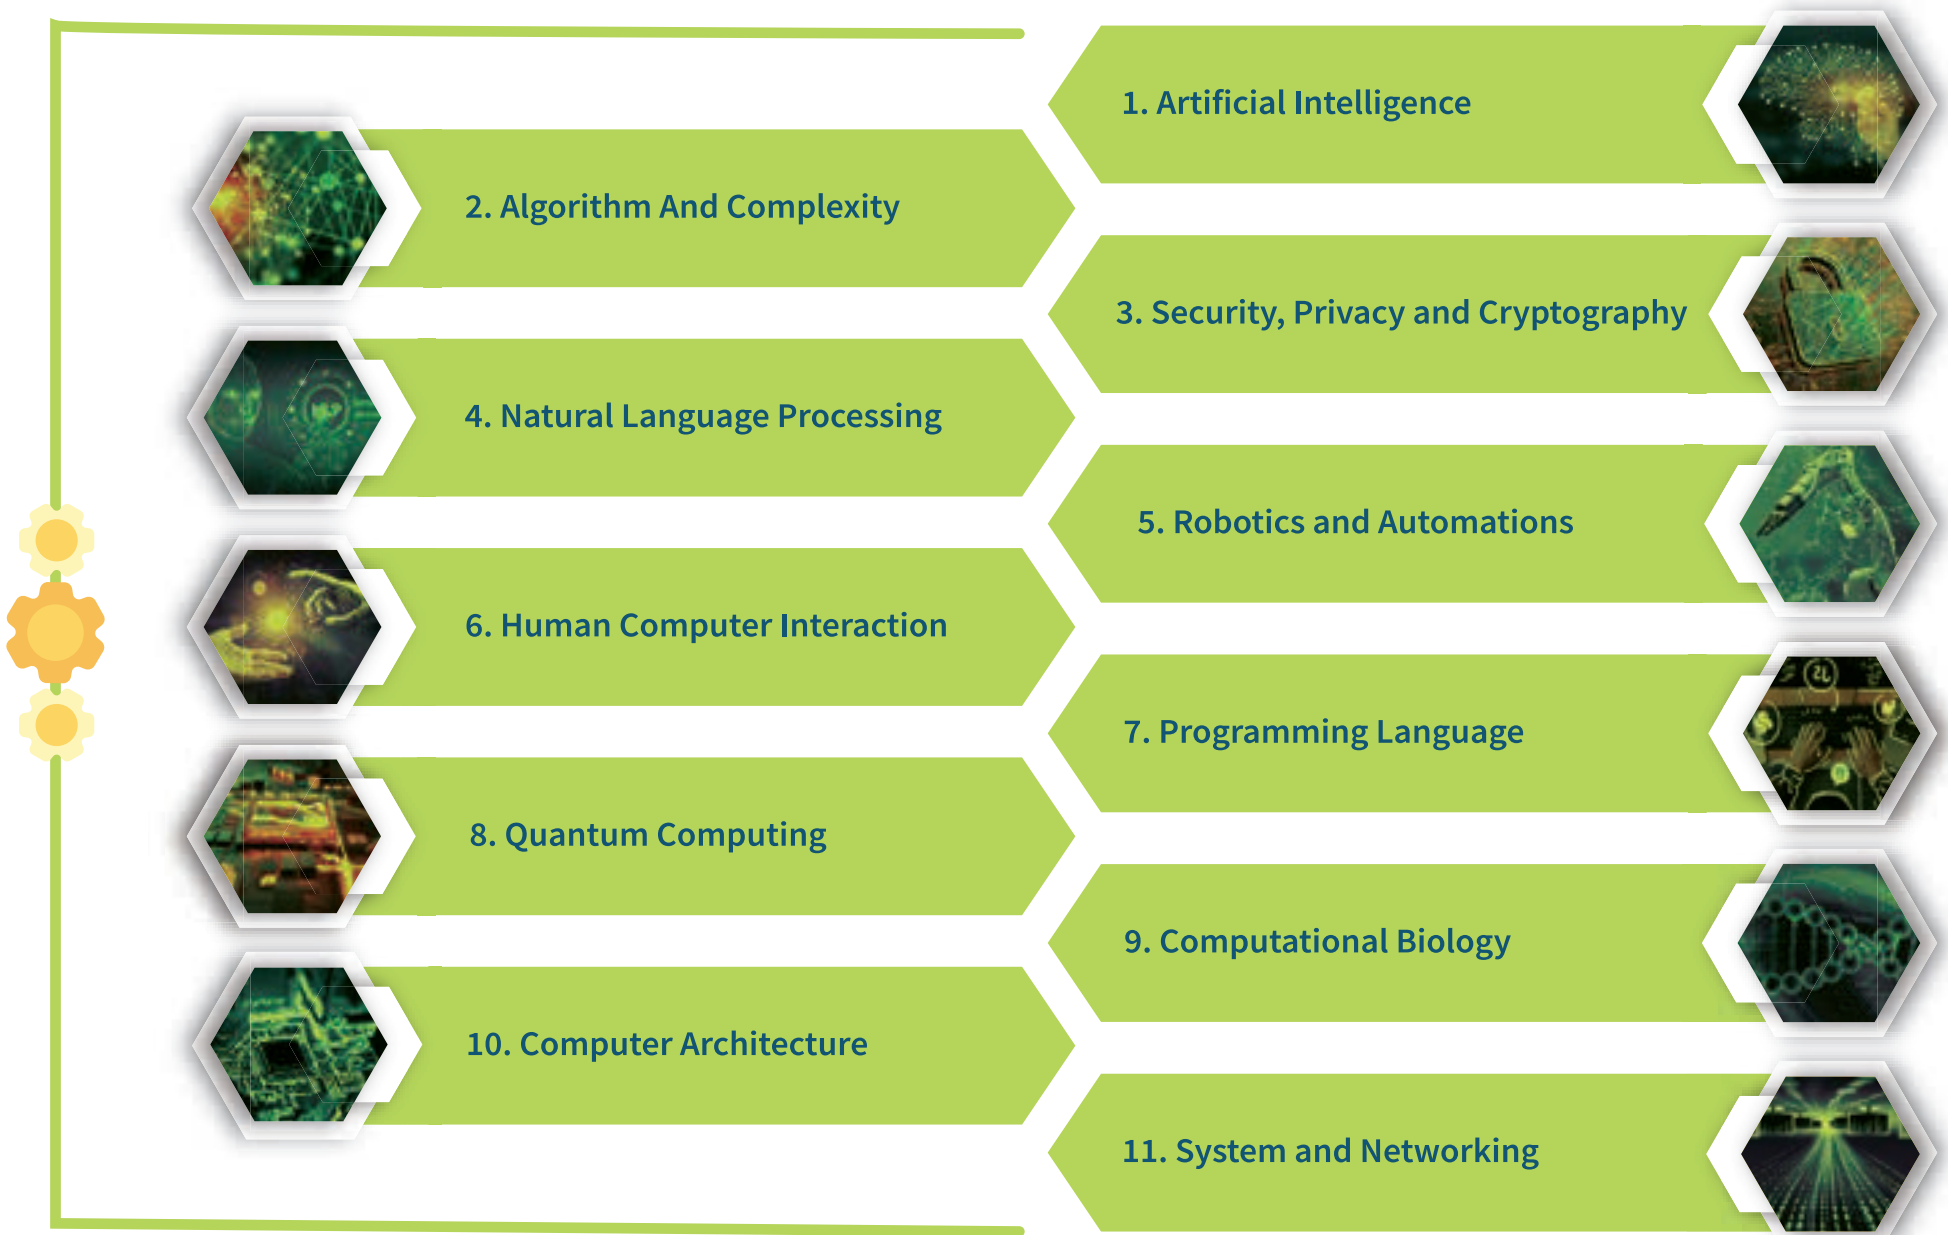 1. Artificial Intelligence
2. Algorithm And Complexity
3. Security, Privacy and Cryptography
4. Natural Language Processing
5. Robotics and Automations
6. Human Computer Interaction
7. Programming Language
8. Quantum Computing
9. Computational Biology
10. Computer Architecture
11. System and Networking